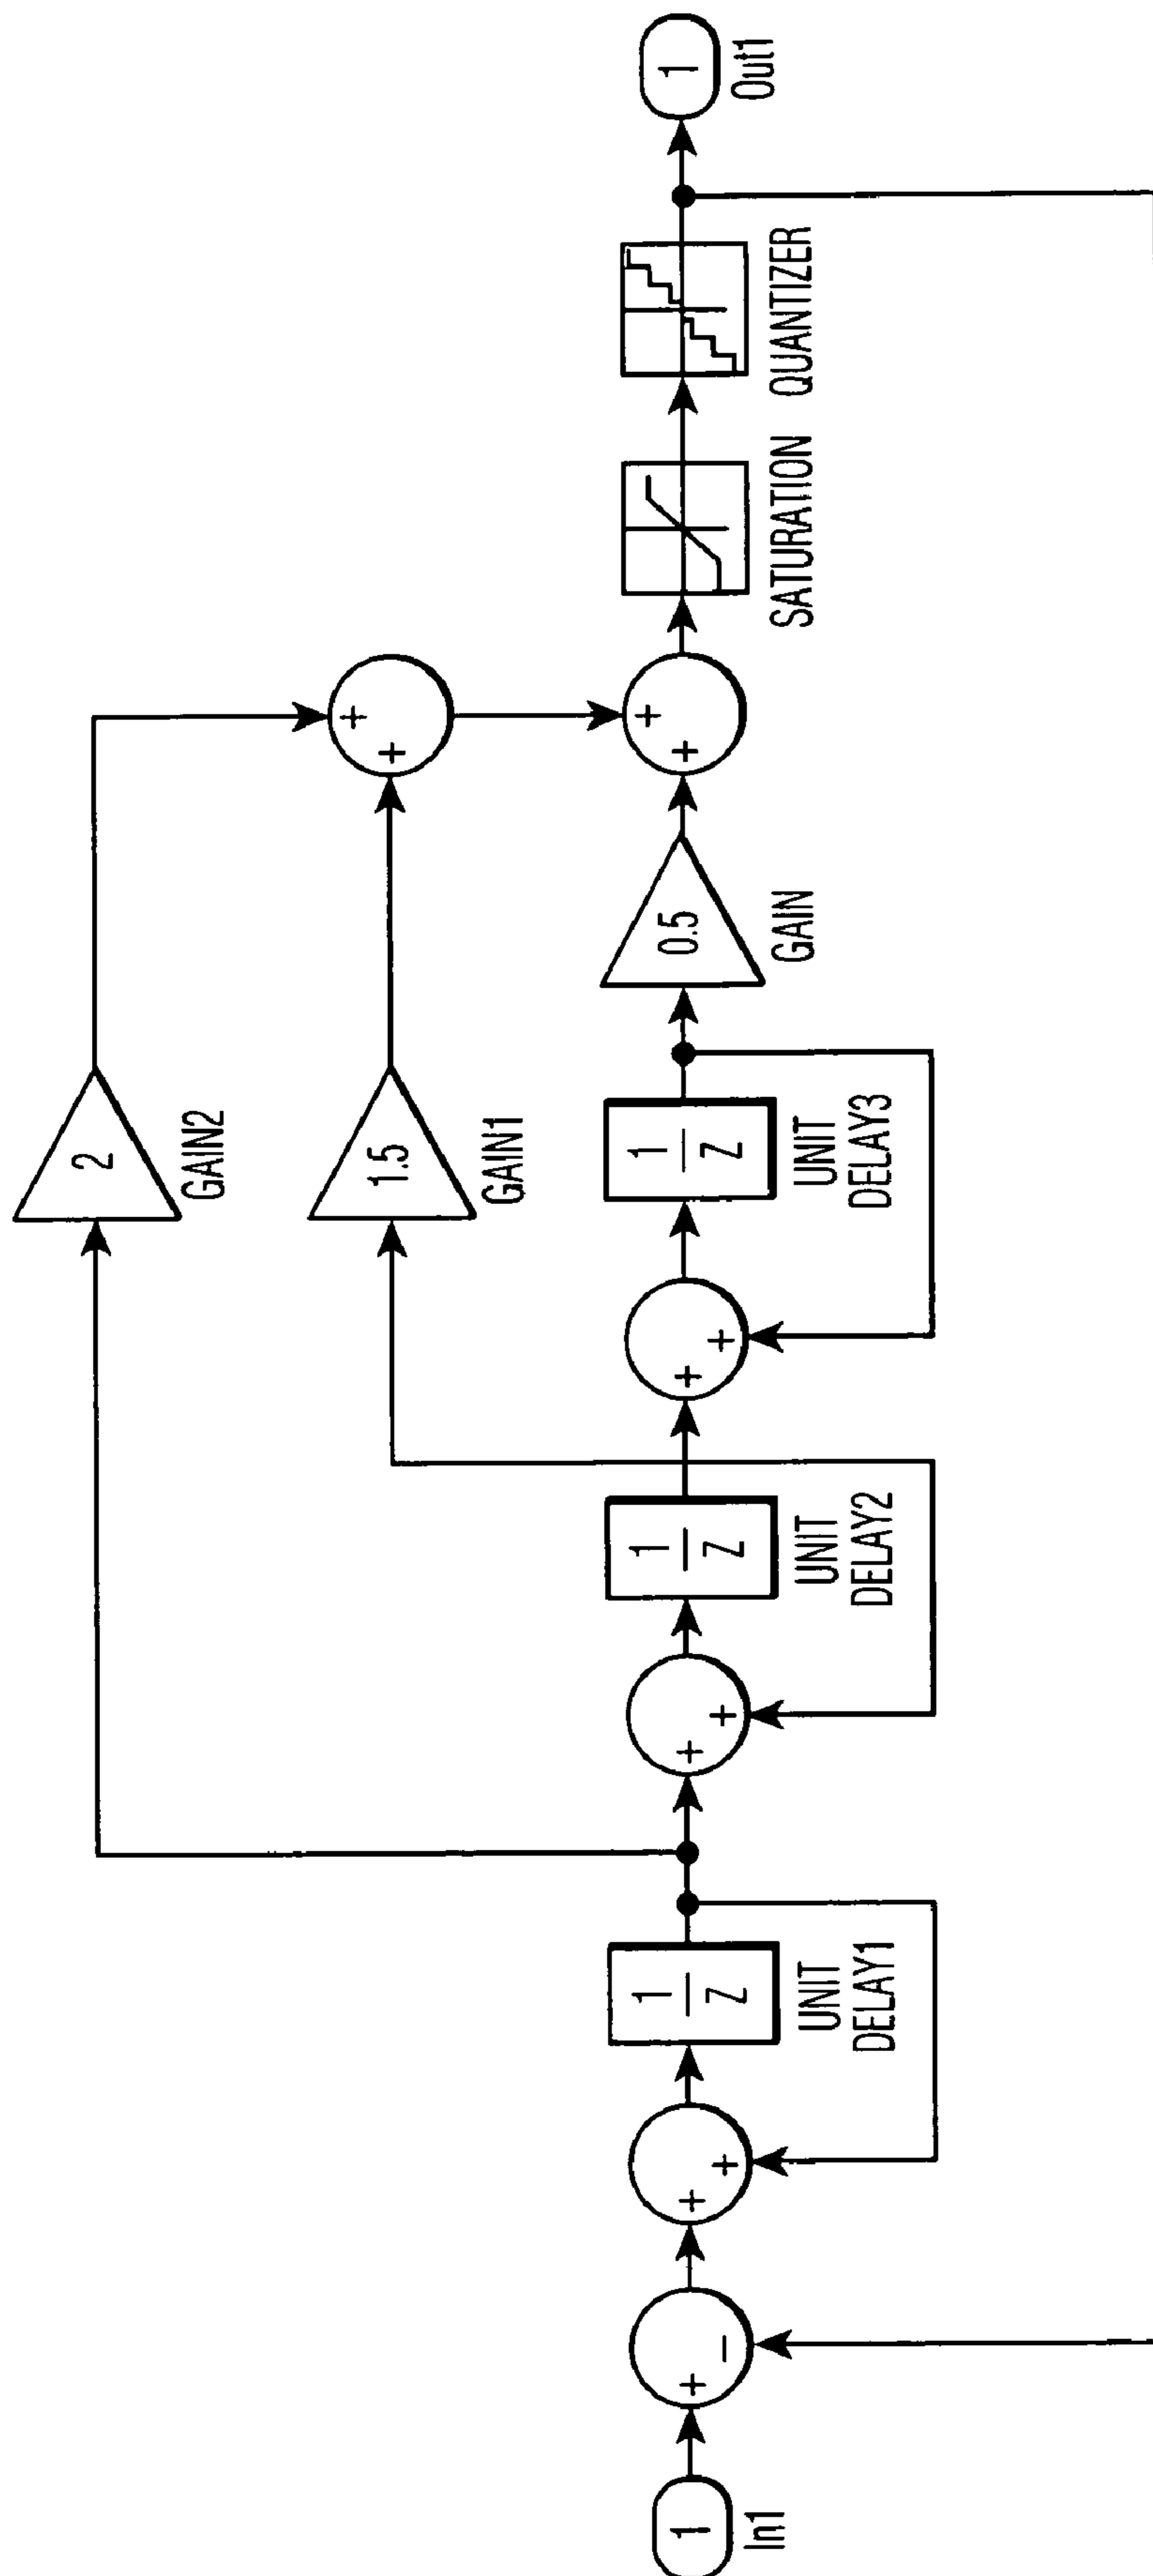 2
GAIN2
1.5
GAIN1
1
In1
+
−
+
+
1
Z
UNIT
DELAY1
+
+
1
Z
UNIT
DELAY2
+
+
1
Z
UNIT
DELAY3
0.5
GAIN
+
+
+
+
SATURATION
QUANTIZER
1
Out1